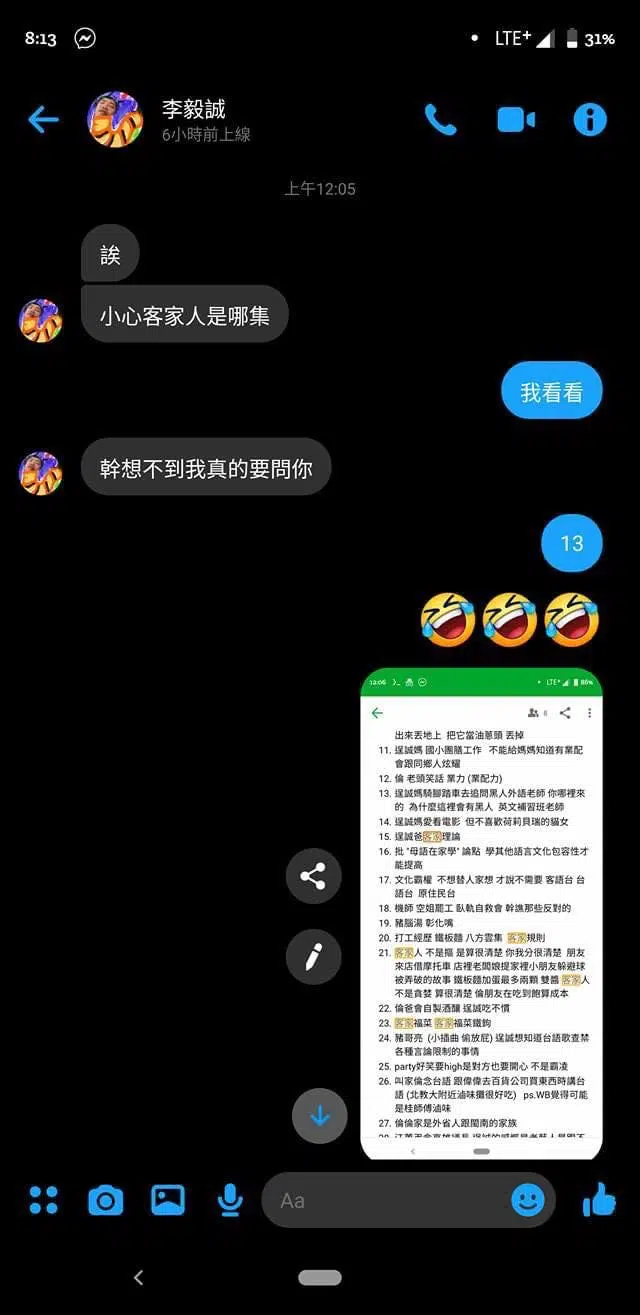 8:13
LTE+ 31%
李毅誠
6小時前上線
上午12:05
誒
小心客家人是哪集
我看看
幹想不到我真的要問你
13
12:06 LTE+ 86%
6
出來丟地上 把它當油蔥頭 丟掉
11. 逞誠媽 國小團膳工作 不能給媽媽知道有業配
會跟同鄉人炫耀
12. 倫 老頭笑話 業力 (業配力)
13. 逞誠媽騎腳踏車去追問黑人外語老師 你哪裡來
的 為什麼這裡會有黑人 英文補習班老師
14. 逞誠媽愛看電影 但不喜歡荷莉貝瑞的貓女
15. 逞誠爸客家理論
16. 批 "母語在家學" 論點 學其他語言文化包容性才
能提高
17. 文化霸權 不想替人家想 才說不需要 客語台 台
語台 原住民台
18. 機師 空姐罷工 臥軌自救會 幹譙那些反對的
19. 豬腦湯 彰化嘴
20. 打工經歷 鐵板麵 八方雲集 客家規則
21. 客家人 不是摳 是算很清楚 你我分很清楚 朋友
來店借摩托車 店裡老闆娘提家裡小朋友躲避球
被弄破的故事 鐵板麵加蛋最多兩顆 雙醬 客家人
不是貪婪 算很清楚 倫朋友在吃到飽算成本
22. 倫爸會自製酒釀 逞誠吃不慣
23. 客家福菜 客家福菜鐵鉤
24. 豬哥亮 (小插曲 偷放屁) 逞誠想知道台語歌查禁
各種言論限制的事情
25. party好笑要high是對方也要開心 不是霸凌
26. 叫家倫念台語 跟偉偉去百貨公司買東西時講台
語 (北教大附近滷味攤很好吃) ps.WB覺得可能
是桂師傅滷味
27. 倫倫家是外省人跟閩南的家族
Aa